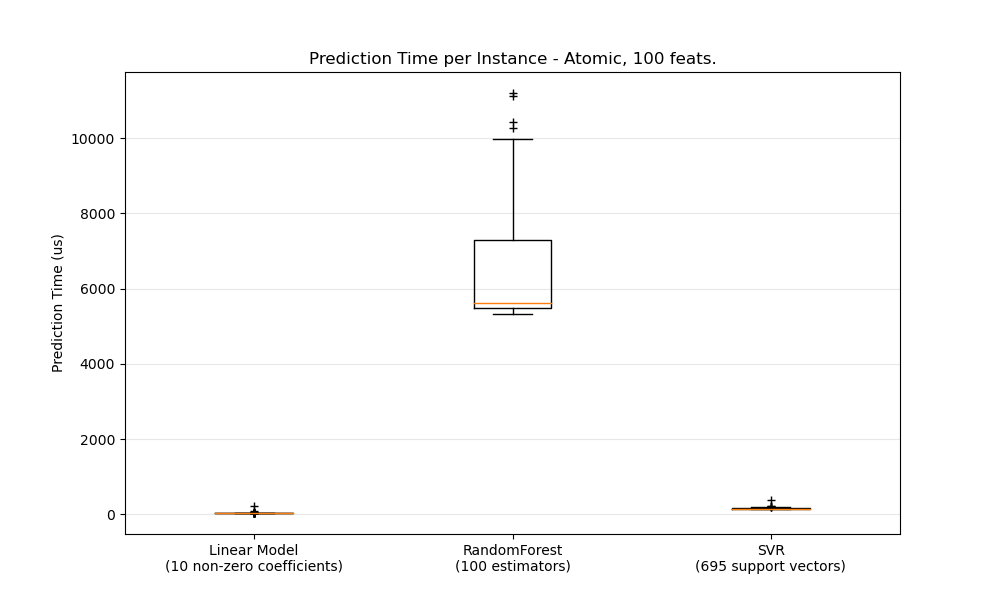 Prediction Time per Instance - Atomic, 100 feats.
Prediction Time (us)
10000
8000
6000
4000
2000
0
Linear Model
(10 non-zero coefficients)
RandomForest
(100 estimators)
SVR
(695 support vectors)